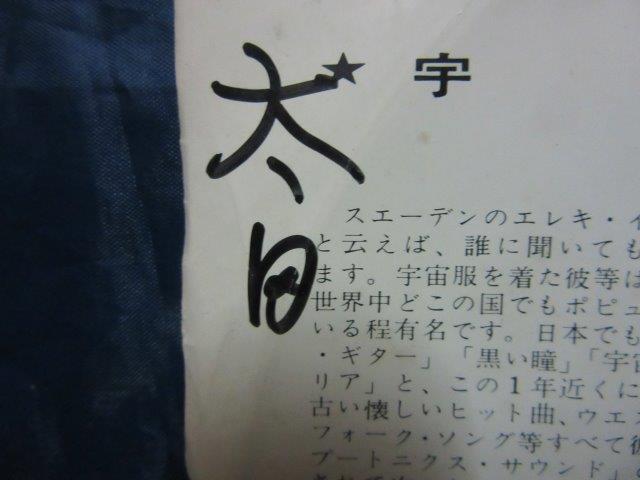 太田
★宇
スエーデンのエレキ・イ
と云えば、誰に聞いても
ます。宇宙服を着た彼等は
世界中どこの国でもポピュ
いる程有名です。日本でも
・ギター」「黒い瞳」「宇宙
リア」と、この1年近くに
古い懐しいヒット曲、ウエス
フォーク・ソング等すべて彼
ブートニクス・サウンド」の